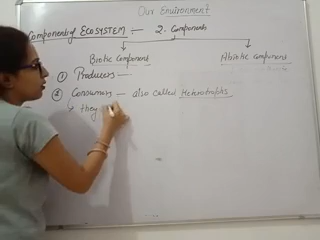 Our Environment
Components of ECOSYSTEM :- 2 Components
Biotic Component Abiotic Component
① Producers —
② Consumers — also called Heterotrophs
→ they